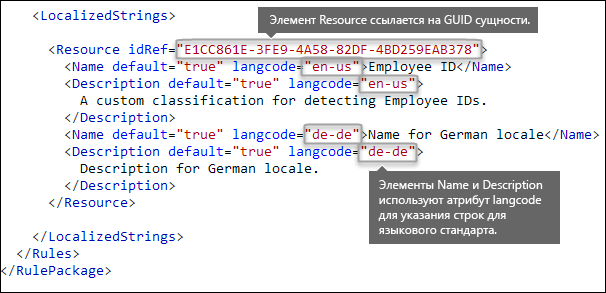 <LocalizedStrings>
Элемент Resource ссылается на GUID сущности.
<Resource idRef="E1CC861E-3FE9-4A58-82DF-4BD259EAB378">
<Name default="true" langcode="en-us">Employee ID</Name>
<Description default="true" langcode="en-us">
A custom classification for detecting Employee IDs.
</Description>
<Name default="true" langcode="de-de">Name for German locale</Name>
<Description default="true" langcode="de-de">
Description for German locale.
</Description>
</Resource>
Элементы Name и Description
используют атрибут langcode
для указания строк для
языкового стандарта.
</LocalizedStrings>
</Rules>
</RulePackage>